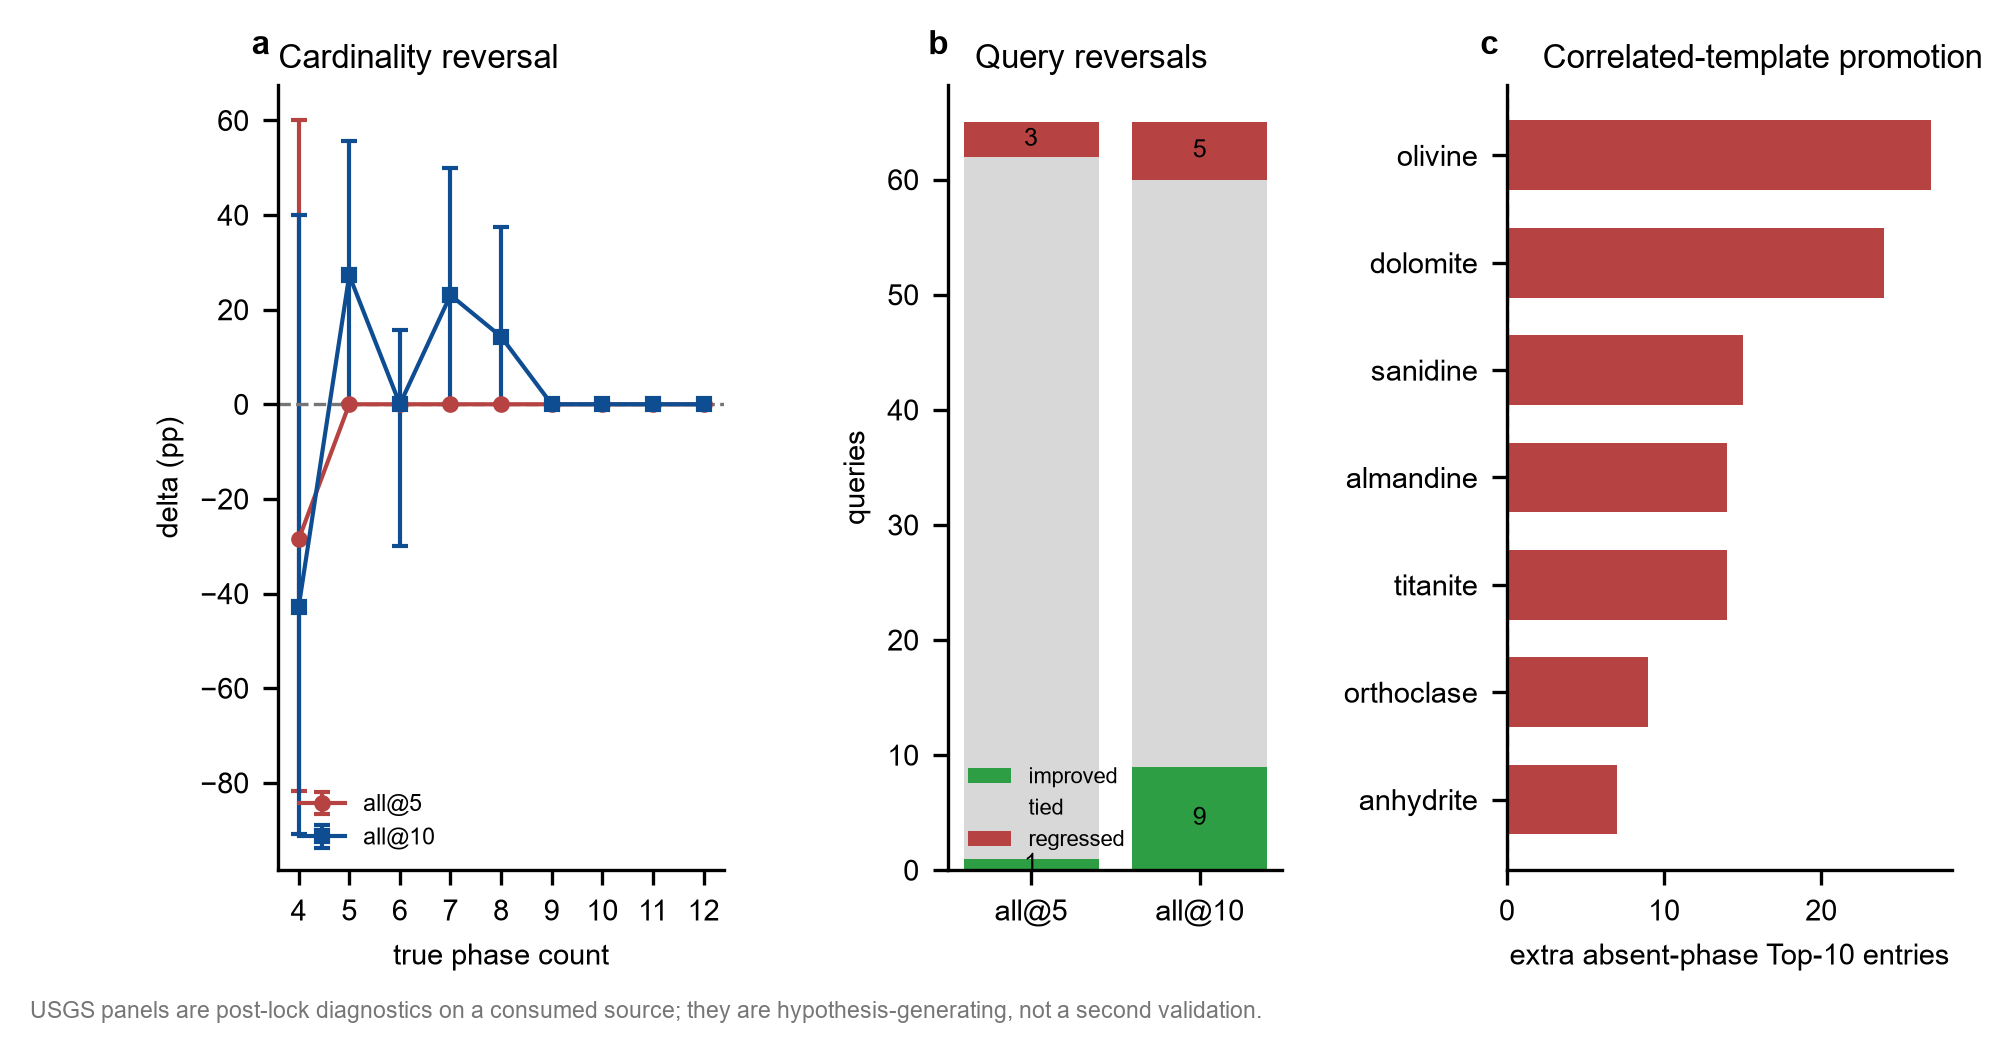 a Cardinality reversal
60
40
20
0
−20
−40
−60
−80
delta (pp)
all@5
all@10
4 5 6 7 8 9 10 11 12
true phase count
b Query reversals
60
50
40
30
20
10
0
queries
3
5
improved
tied
regressed
1
9
all@5 all@10
c Correlated-template promotion
olivine
dolomite
sanidine
almandine
titanite
orthoclase
anhydrite
0 10 20
extra absent-phase Top-10 entries
USGS panels are post-lock diagnostics on a consumed source; they are hypothesis-generating, not a second validation.